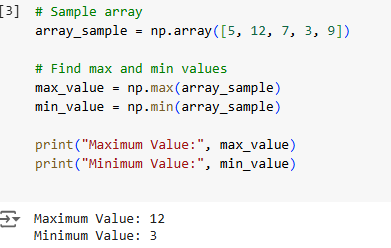 [3] # Sample array
array_sample = np.array([5, 12, 7, 3, 9])
# Find max and min values
max_value = np.max(array_sample)
min_value = np.min(array_sample)
print("Maximum Value:", max_value)
print("Minimum Value:", min_value)
Maximum Value: 12
Minimum Value: 3